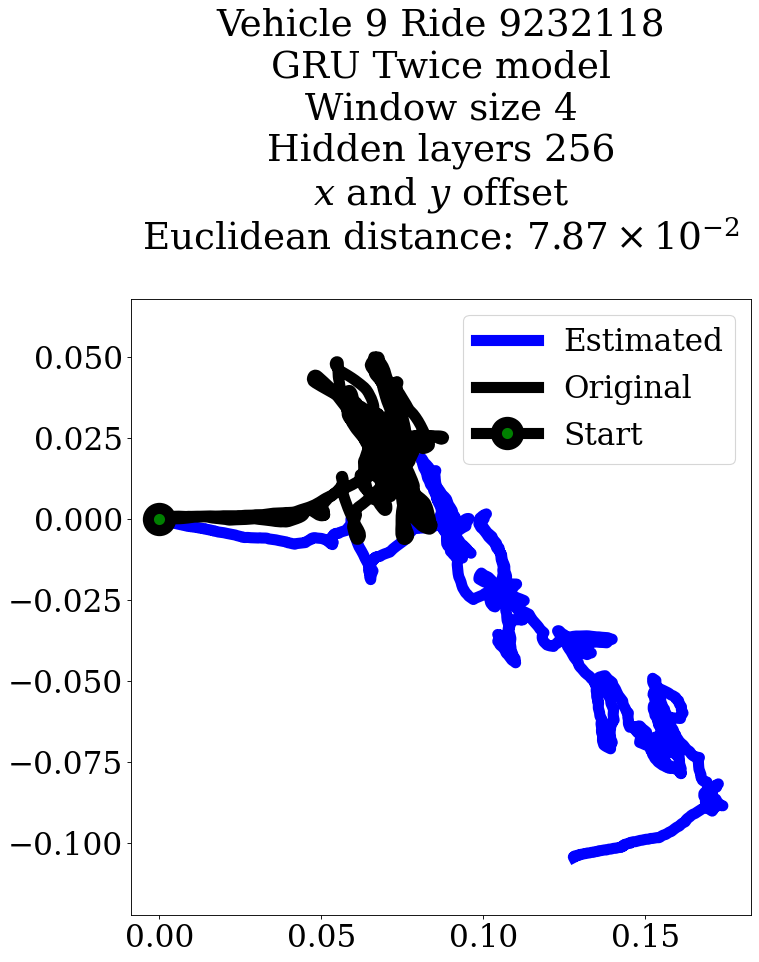 Vehicle 9 Ride 9232118
GRU Twice model
Window size 4
Hidden layers 256
x and y offset
Euclidean distance: 7.87 × 10⁻²
Estimated
Original
Start
0.050
0.025
0.000
−0.025
−0.050
−0.075
−0.100
0.00 0.05 0.10 0.15